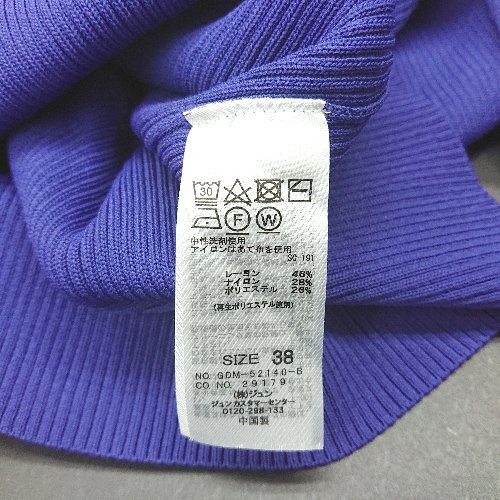 30
F W
中性洗剤使用
アイロンはあて布を使用
SC 191
レーヨン 46%
ナイロン 28%
ポリエステル 26%
(再生ポリエステル使用)
SIZE 38
NO. GDM-52140-B
CO NO. 29179
(株)ジュン
ジュンカスタマーセンター
0120-298-133
中国製